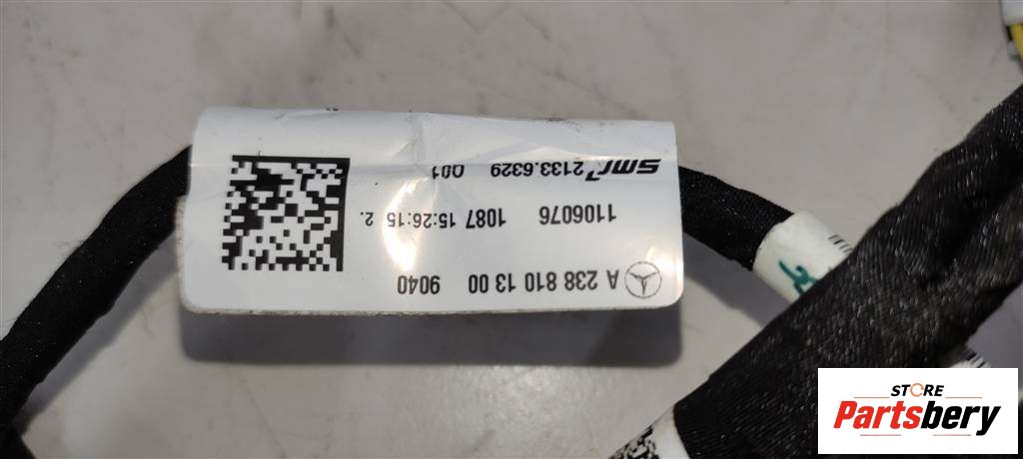 A 238 810 13 00 9040
1106076 1087 15:26:15 2.
smr 2133.6329 001
STORE
Partsbery